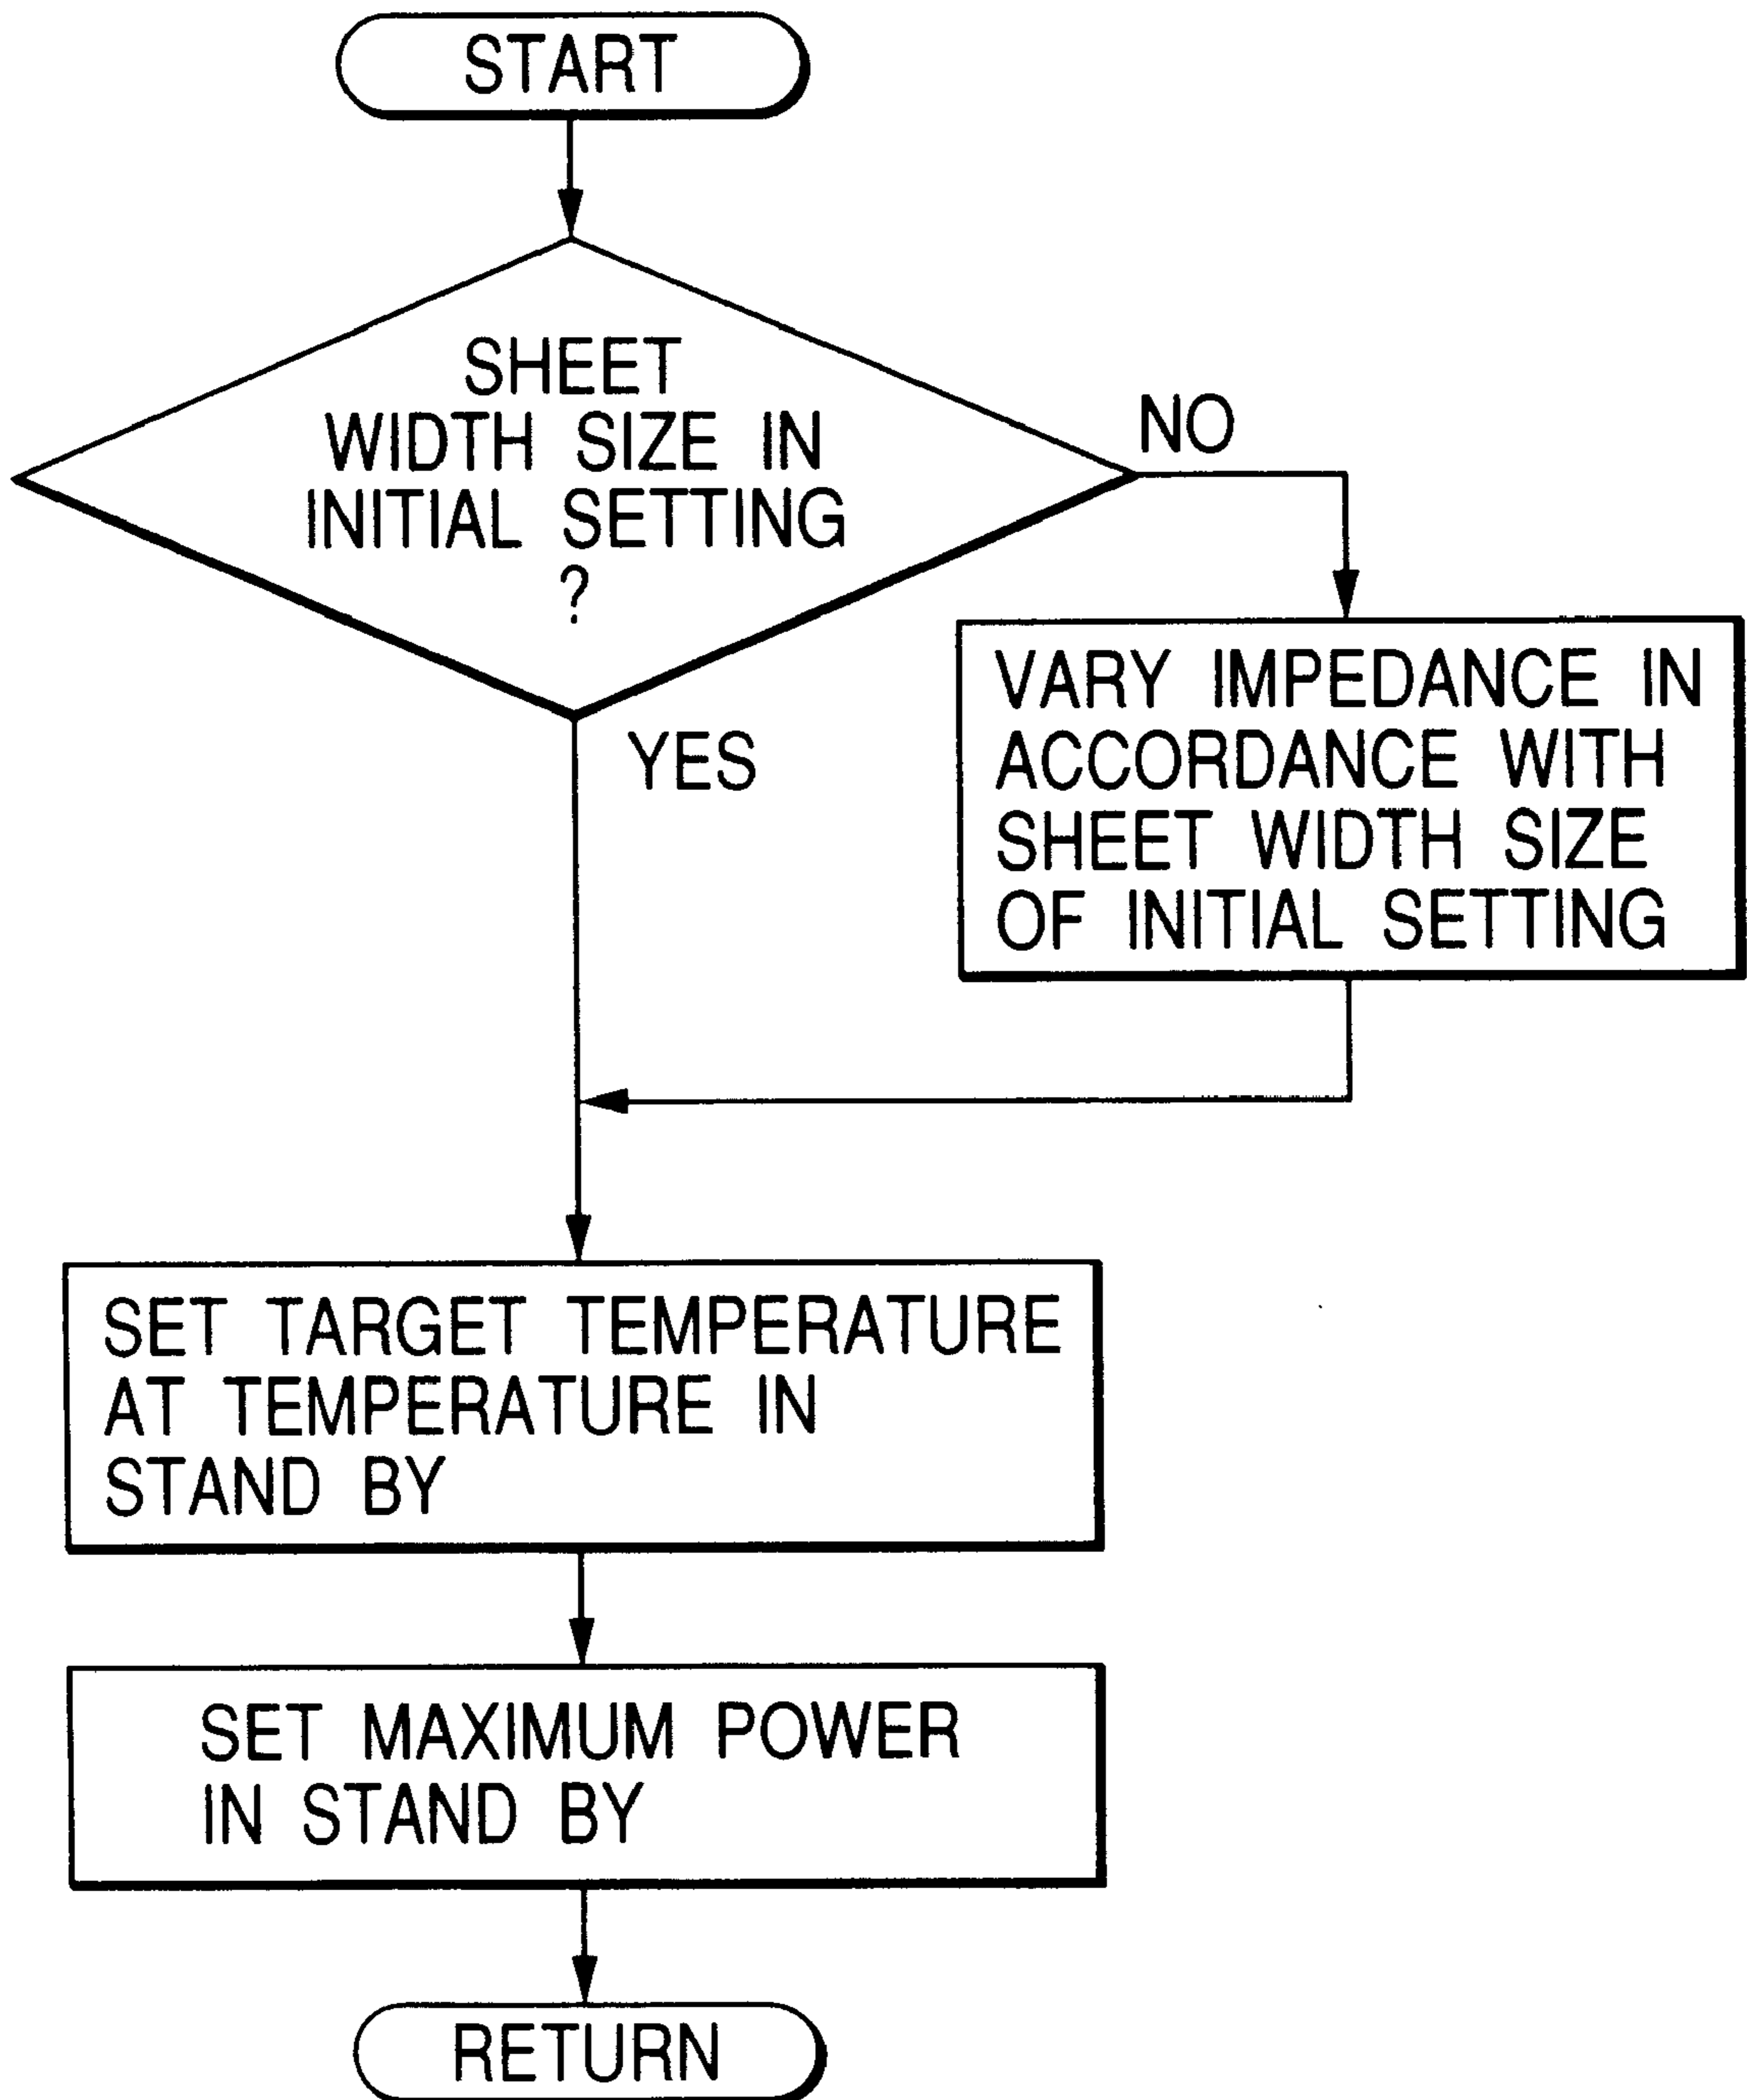 START
SHEET
WIDTH SIZE IN
INITIAL SETTING
?
NO
YES
VARY IMPEDANCE IN
ACCORDANCE WITH
SHEET WIDTH SIZE
OF INITIAL SETTING
SET TARGET TEMPERATURE
AT TEMPERATURE IN
STAND BY
SET MAXIMUM POWER
IN STAND BY
RETURN